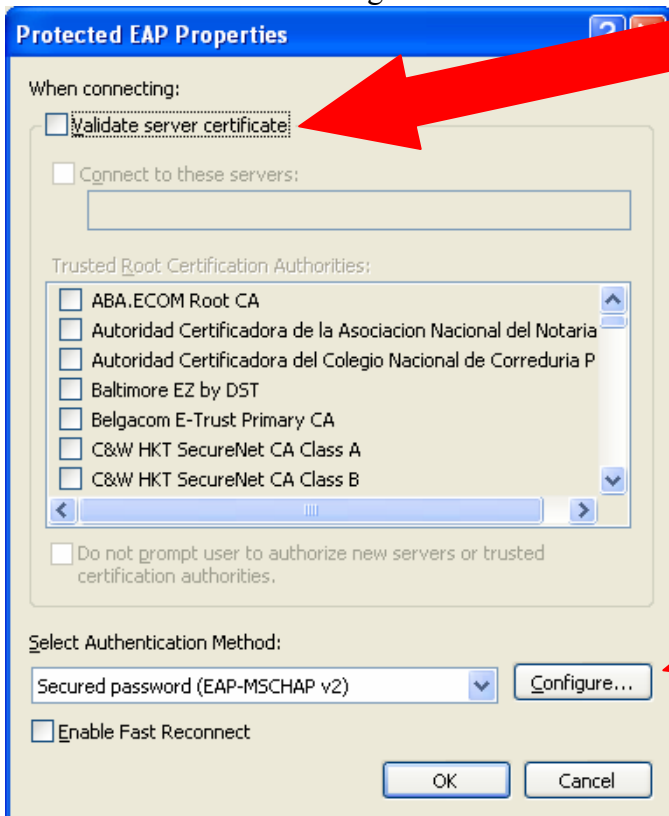 Protected EAP Properties
When connecting:
Validate server certificate
Connect to these servers:
Trusted Root Certification Authorities:
ABA.ECOM Root CA
Autoridad Certificadora de la Asociacion Nacional del Notaria
Autoridad Certificadora del Colegio Nacional de Correduria P
Baltimore EZ by DST
Belgacom E-Trust Primary CA
C&W HKT SecureNet CA Class A
C&W HKT SecureNet CA Class B
Do not prompt user to authorize new servers or trusted
certification authorities.
Select Authentication Method:
Secured password (EAP-MSCHAP v2)
Configure...
Enable Fast Reconnect
OK Cancel